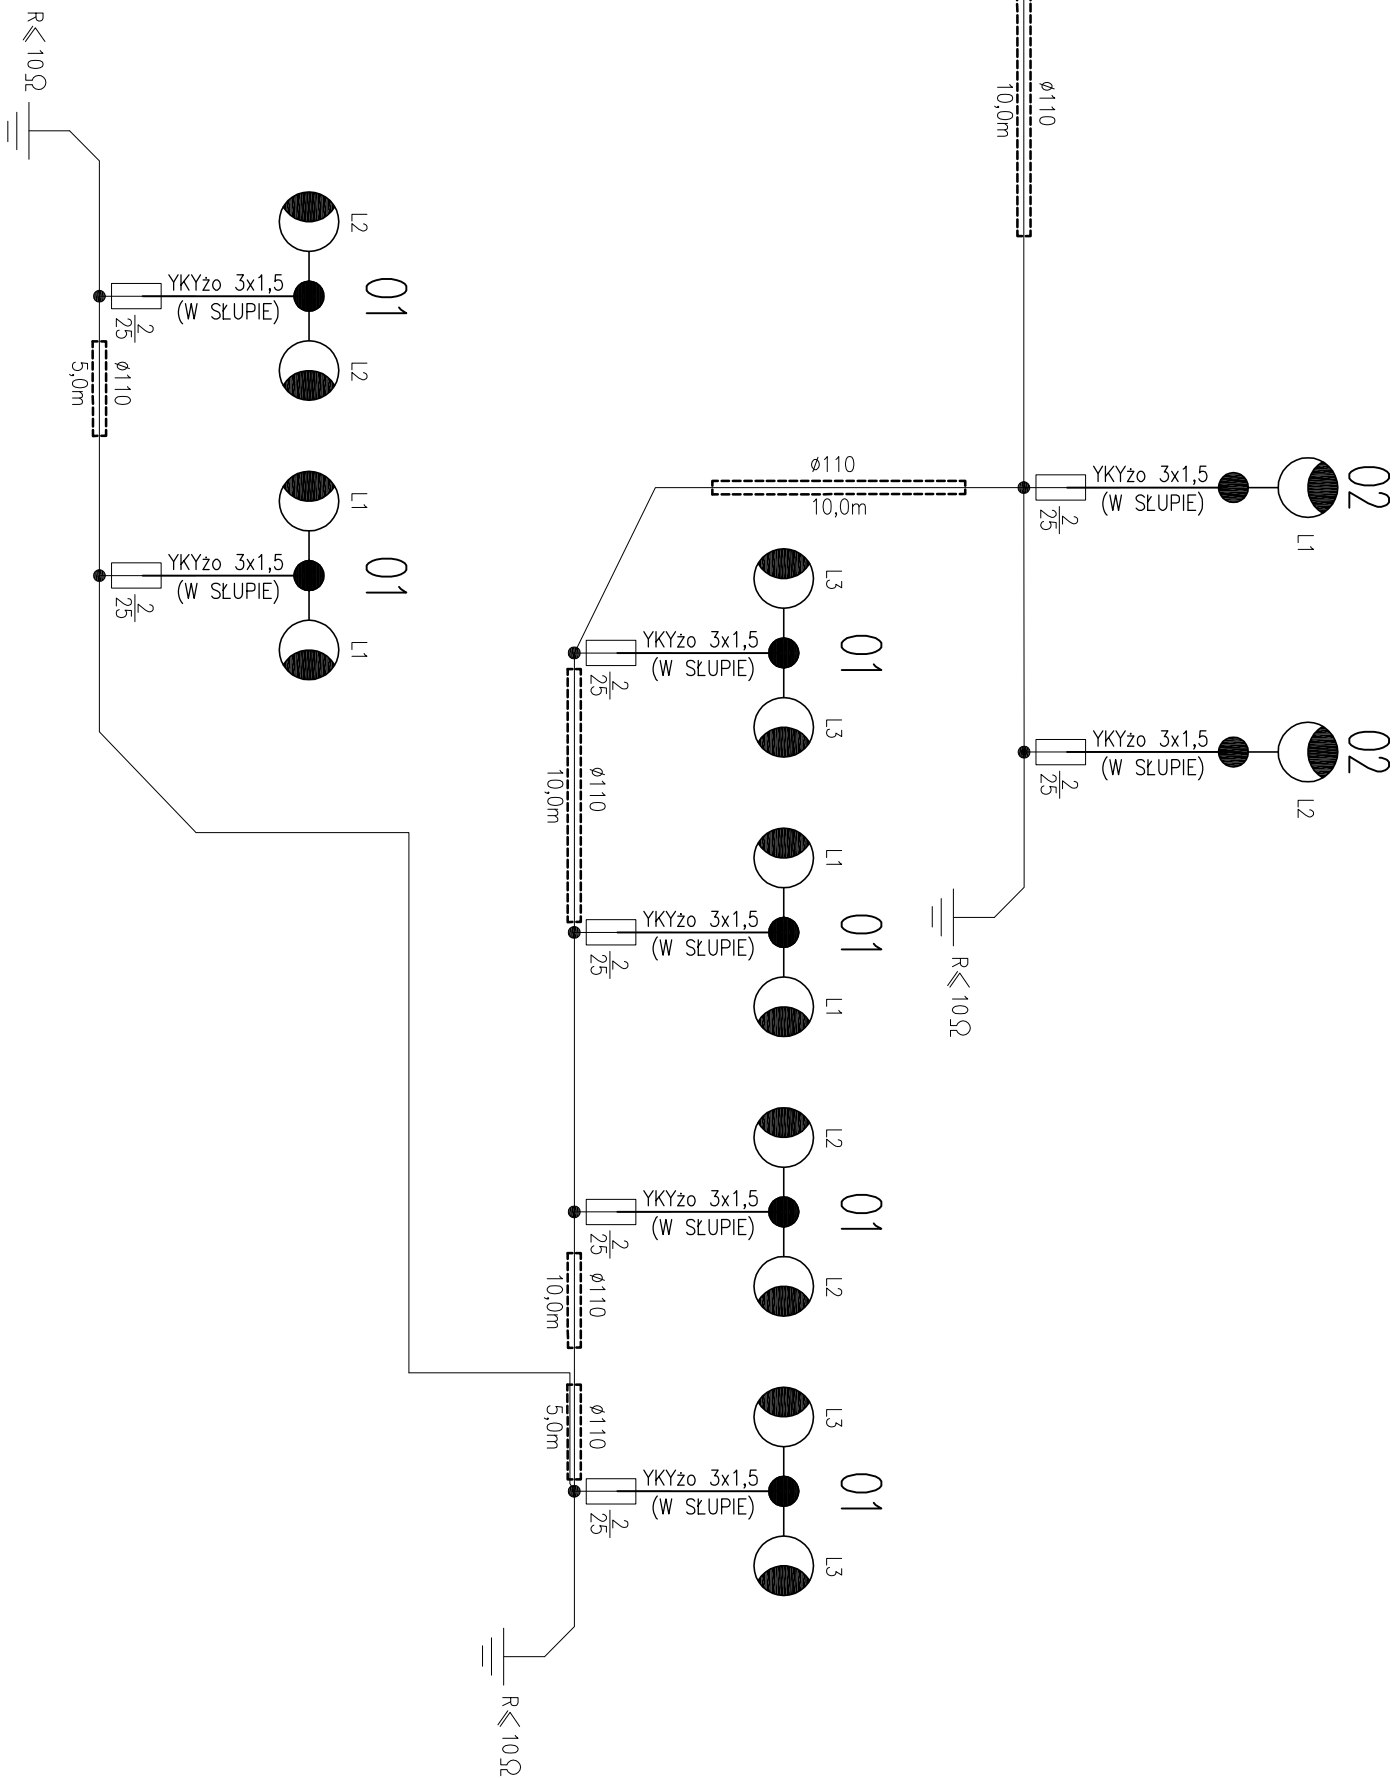 R⩽10Ω
L2
O1
YKYżo 3x1,5
(W SŁUPIE)
2
25
L2
ø110
5,0m
L1
O1
YKYżo 3x1,5
(W SŁUPIE)
2
25
L1
ø110
10,0m
O2
YKYżo 3x1,5
(W SŁUPIE)
2
25
L1
ø110
10,0m
O2
YKYżo 3x1,5
(W SŁUPIE)
2
25
L2
R⩽10Ω
L3
O1
YKYżo 3x1,5
(W SŁUPIE)
2
25
L3
ø110
10,0m
L1
O1
YKYżo 3x1,5
(W SŁUPIE)
2
25
L1
L2
O1
YKYżo 3x1,5
(W SŁUPIE)
2
25
L2
ø110
10,0m
ø110
5,0m
L3
O1
YKYżo 3x1,5
(W SŁUPIE)
2
25
L3
R⩽10Ω